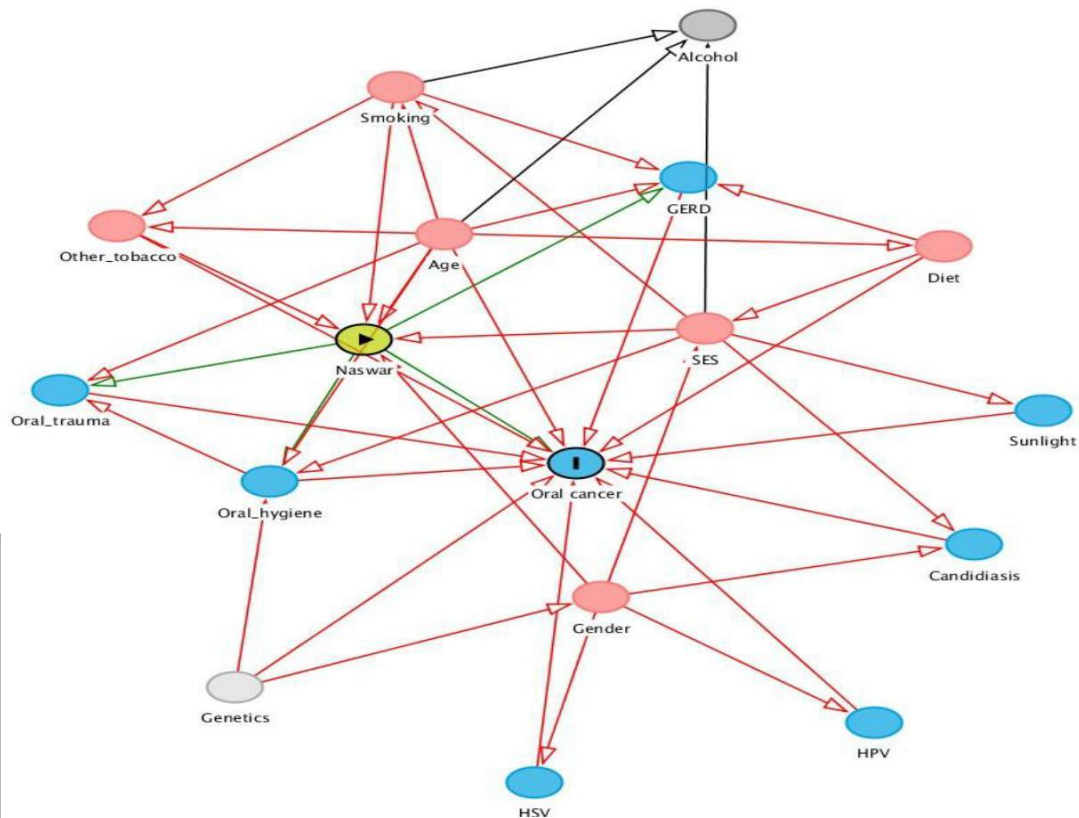 Alcohol
Smoking
GERD
Other_tobacco
Age
Diet
SES
Naswar
Oral_trauma
Sunlight
Oral cancer
Oral_hygiene
Candidiasis
Gender
Genetics
HPV
HSV